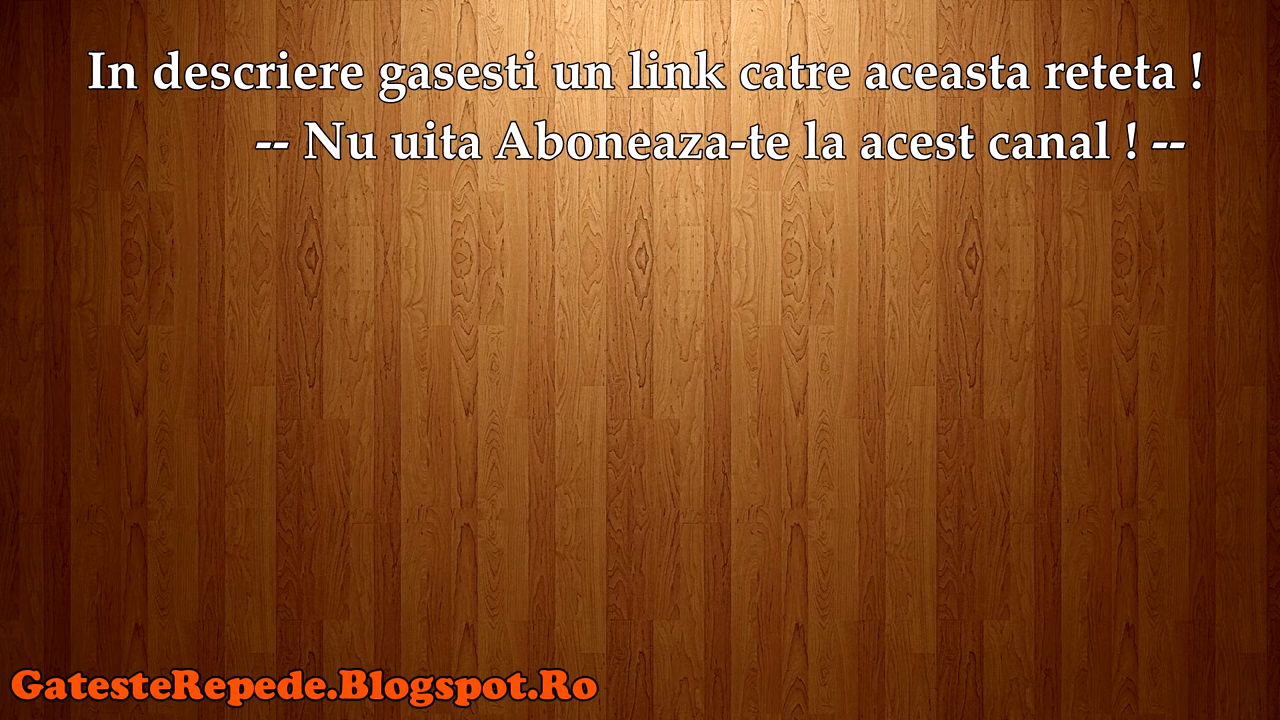 In descriere gasesti un link catre aceasta reteta !
-- Nu uita Aboneaza-te la acest canal ! --
GatesteRepede.Blogspot.Ro